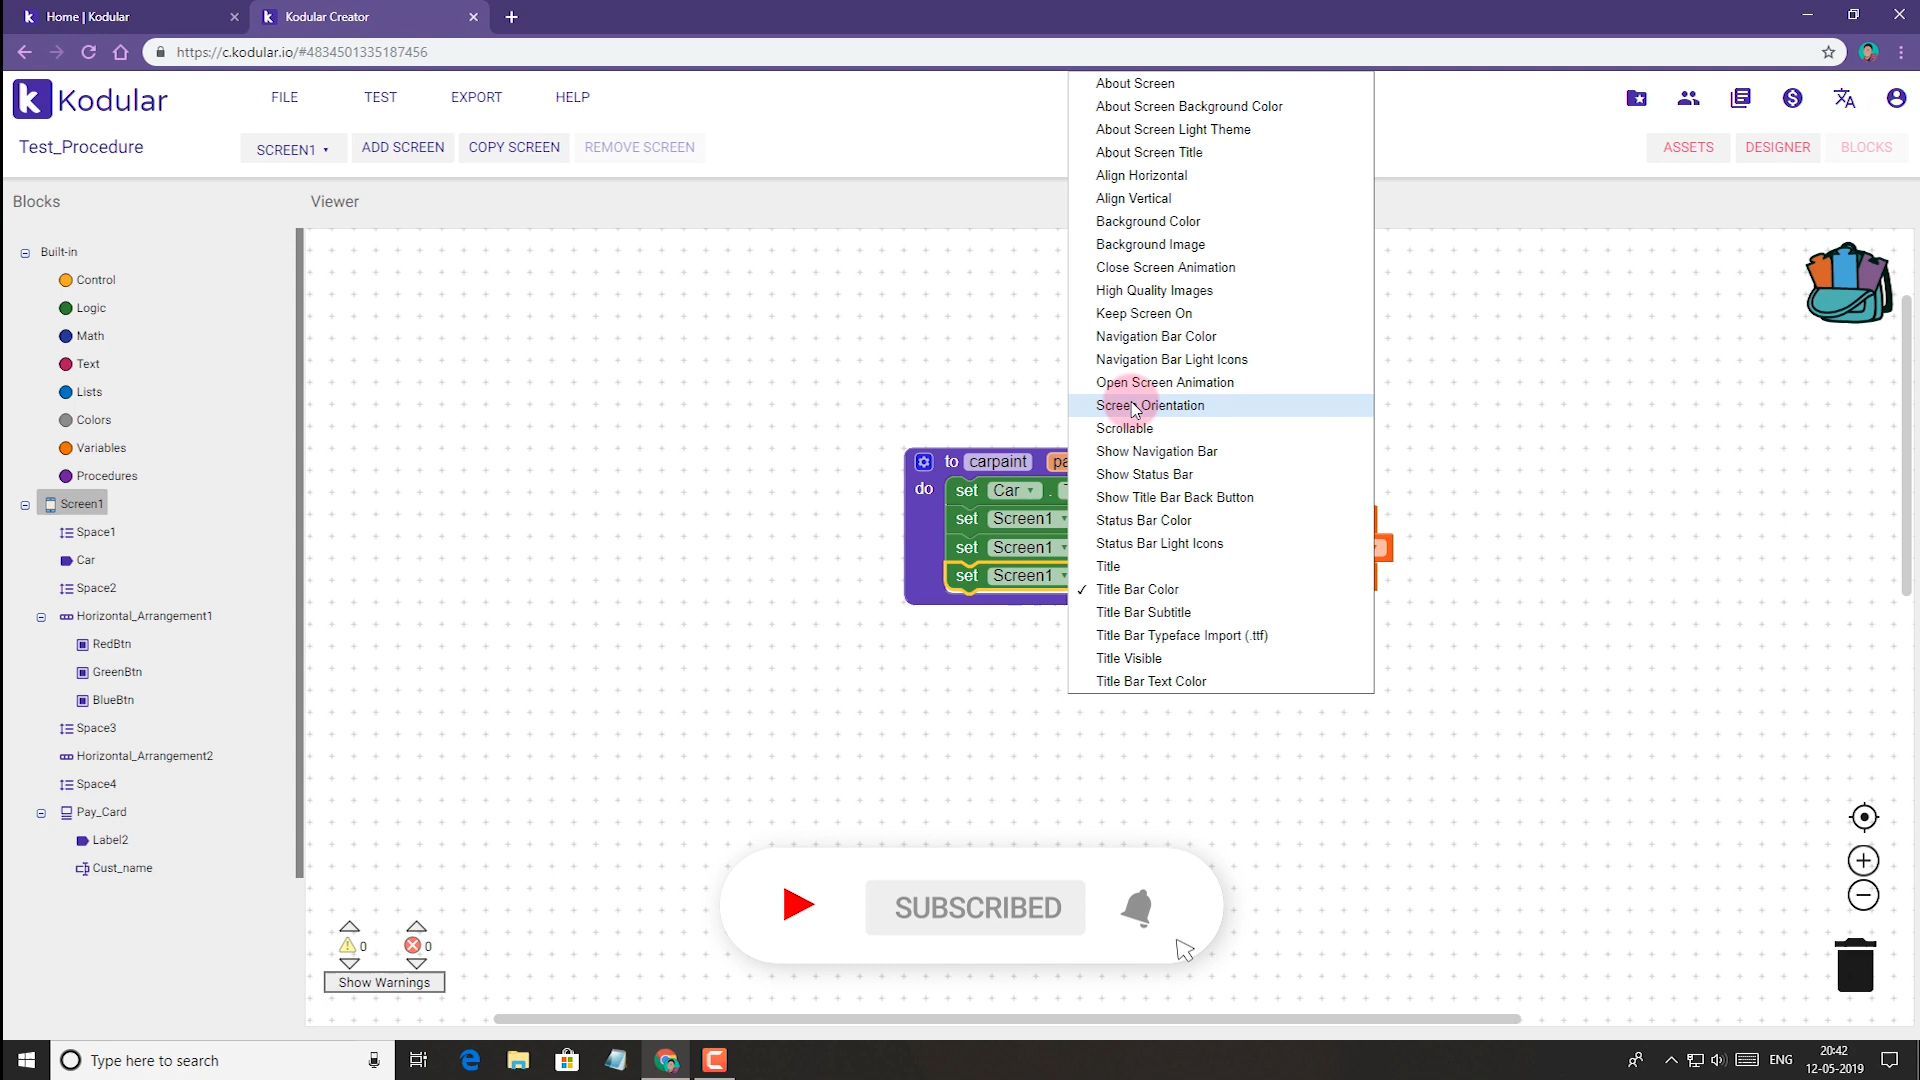 Home | Kodular
Kodular Creator
https://c.kodular.io/#4834501335187456
Kodular
FILE
TEST
EXPORT
HELP
Test_Procedure
SCREEN1
ADD SCREEN
COPY SCREEN
REMOVE SCREEN
ASSETS
DESIGNER
BLOCKS
Blocks
Viewer
Built-in
Control
Logic
Math
Text
Lists
Colors
Variables
Procedures
Screen1
Space1
Car
Space2
Horizontal_Arrangement1
RedBtn
GreenBtn
BlueBtn
Space3
Horizontal_Arrangement2
Space4
Pay_Card
Label2
Cust_name
About Screen
About Screen Background Color
About Screen Light Theme
About Screen Title
Align Horizontal
Align Vertical
Background Color
Background Image
Close Screen Animation
High Quality Images
Keep Screen On
Navigation Bar Color
Navigation Bar Light Icons
Open Screen Animation
Screen Orientation
Scrollable
Show Navigation Bar
Show Status Bar
Show Title Bar Back Button
Status Bar Color
Status Bar Light Icons
Title
✓ Title Bar Color
Title Bar Subtitle
Title Bar Typeface Import (.ttf)
Title Visible
Title Bar Text Color
to carpaint pa
do set Car .
set Screen1
set Screen1
set Screen1
0
0
Show Warnings
SUBSCRIBED
Type here to search
ENG
20:42
12-05-2019